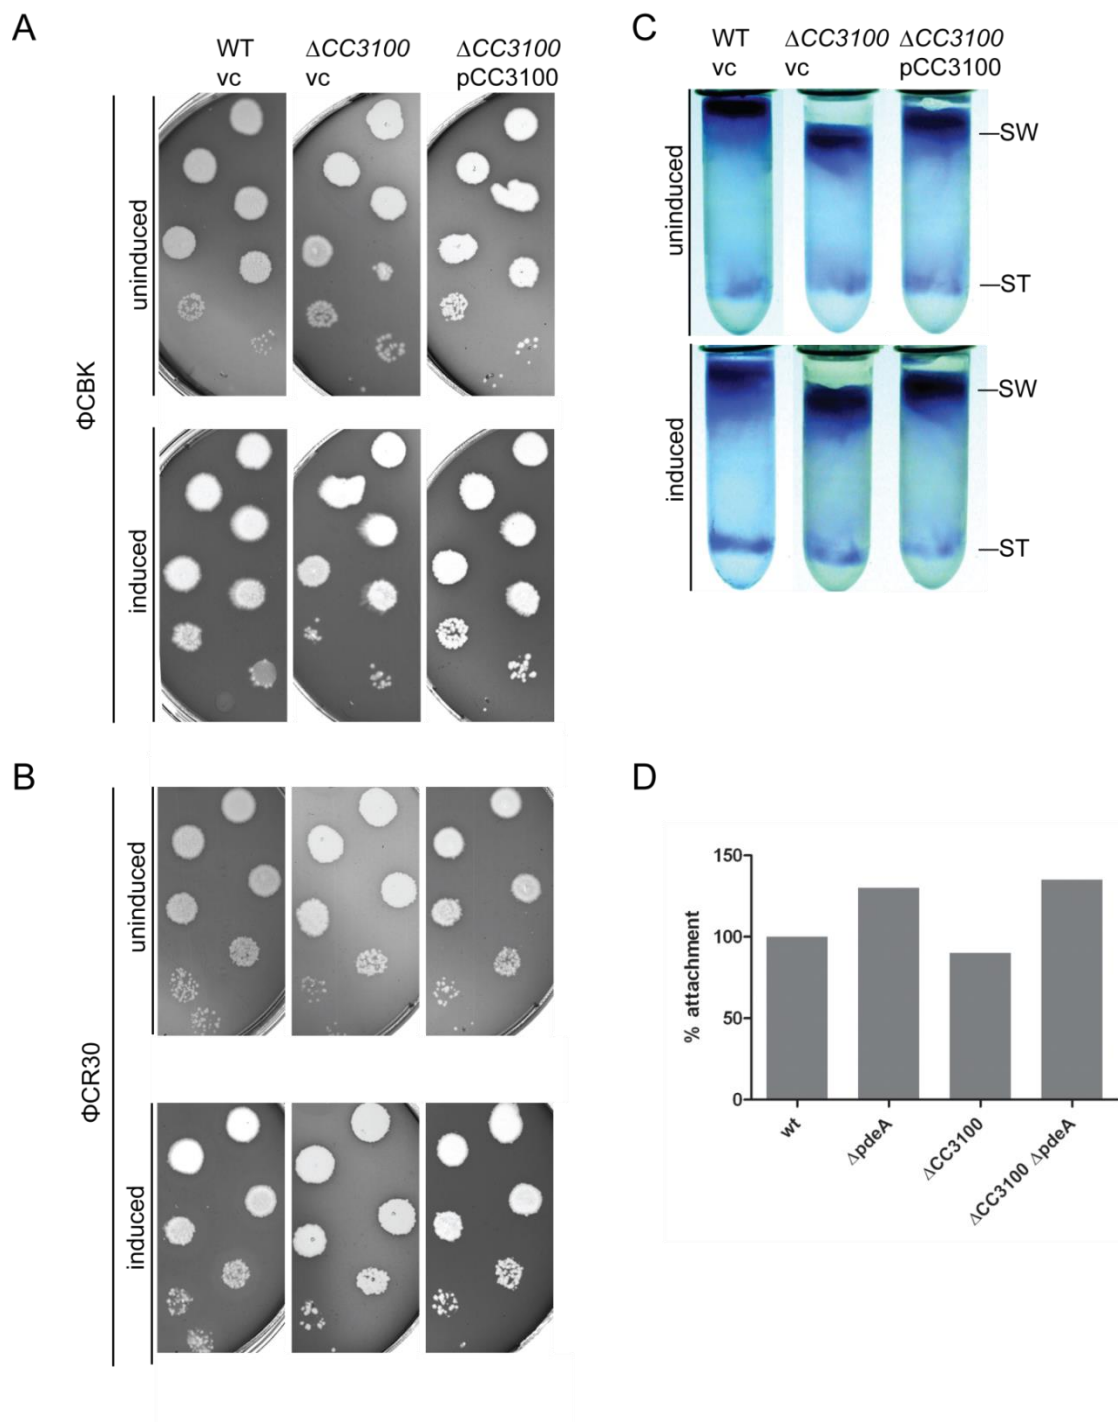 A
WT
vc
ΔCC3100
vc
ΔCC3100
pCC3100
uninduced
ΦCBK
induced
B
uninduced
ΦCR30
induced
C
WT
vc
ΔCC3100
vc
ΔCC3100
pCC3100
uninduced
SW
ST
induced
SW
ST
D
150
100
50
0
% attachment
wt
ΔpdeA
ΔCC3100
ΔCC3100 ΔpdeA